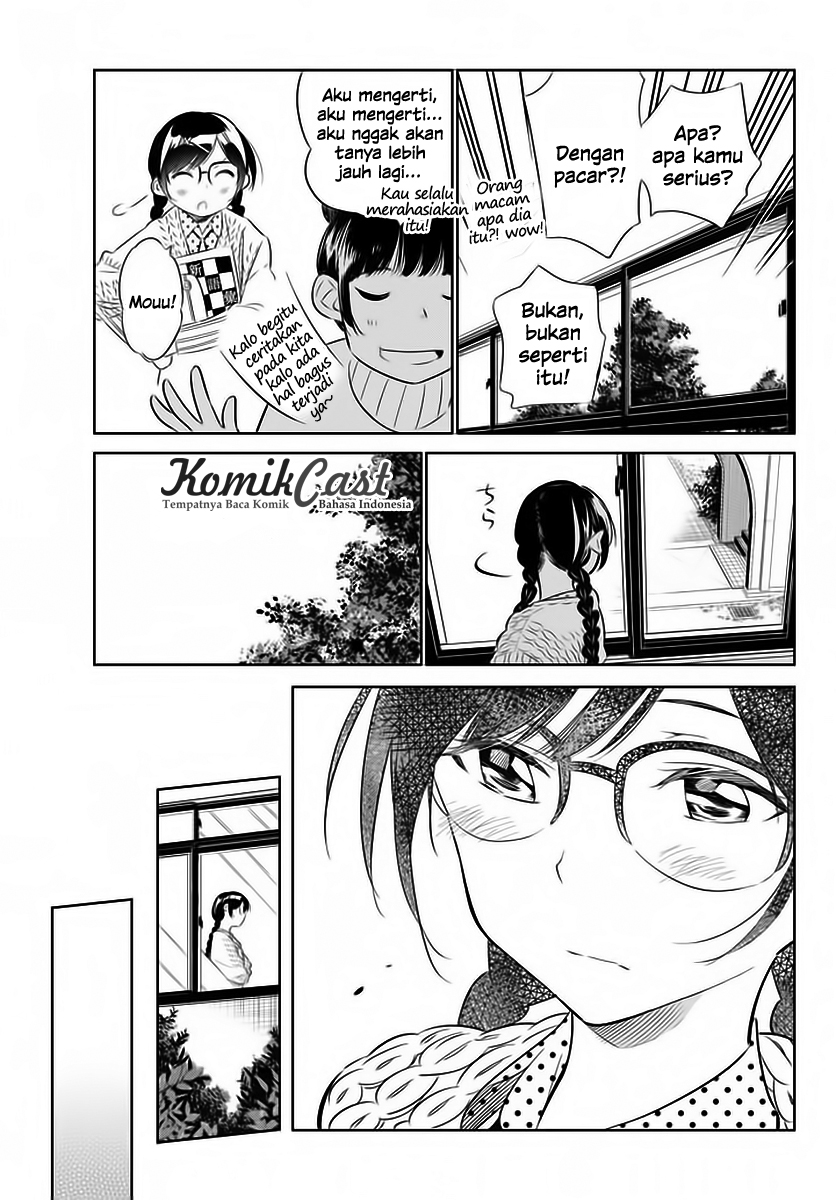 Apa?
apa kamu
serius?
Dengan
pacar?!
Orang
macam
apa dia
itu?! wow!
Bukan,
bukan
seperti
itu!
Aku mengerti,
aku mengerti...
aku nggak akan
tanya lebih
jauh lagi...
Kau selalu
merahasiakan
itu!
Mouu!
Kalo begitu
ceritakan
pada kita
kalo ada
hal bagus
terjadi
ya~
ちら
KomikCast
Tempatnya Baca Komik Bahasa Indonesia